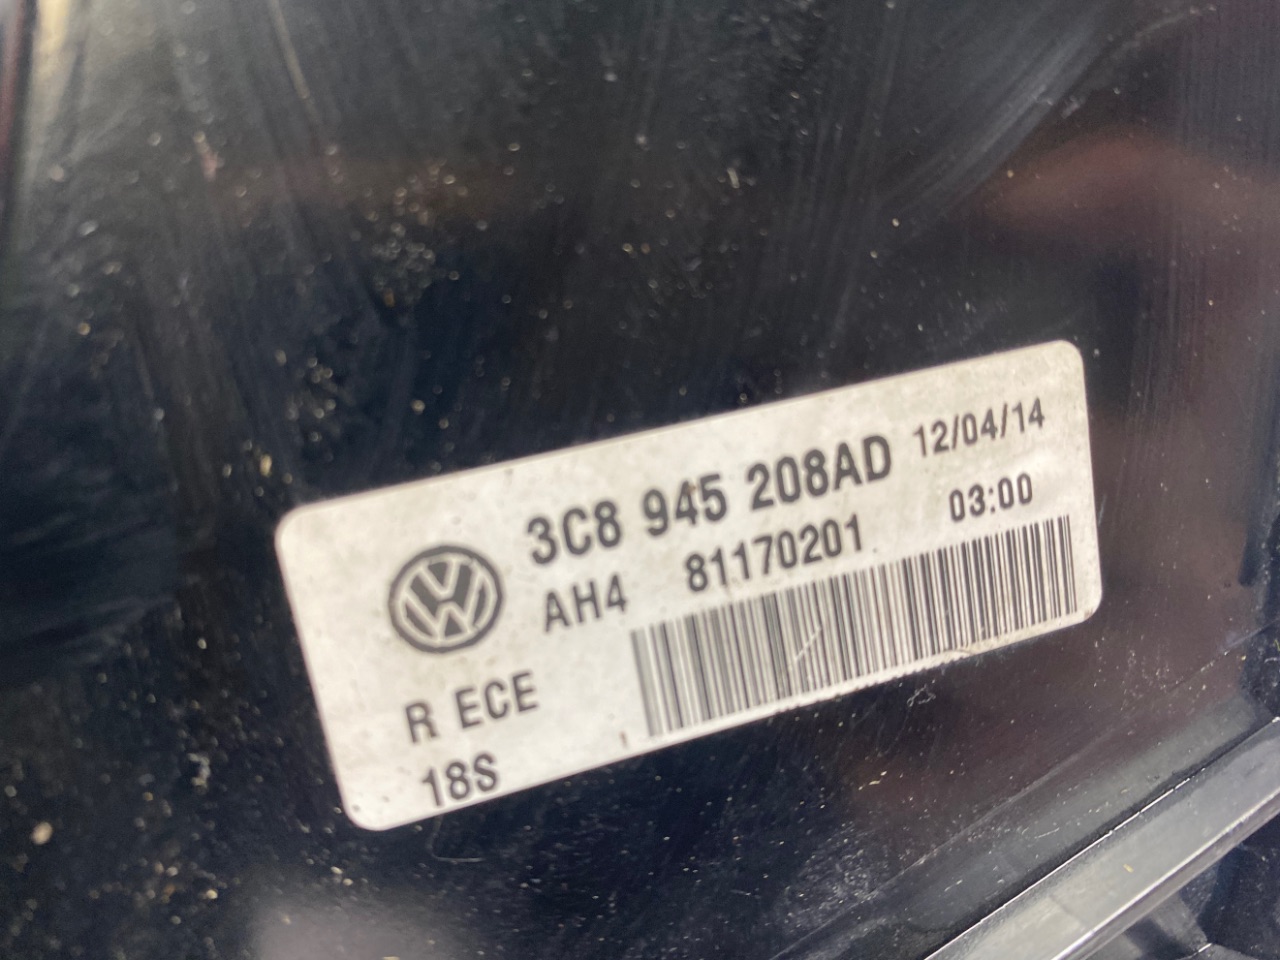 3C8 945 208AD 12/04/14
AH4 81170201 03:00
R ECE
18S